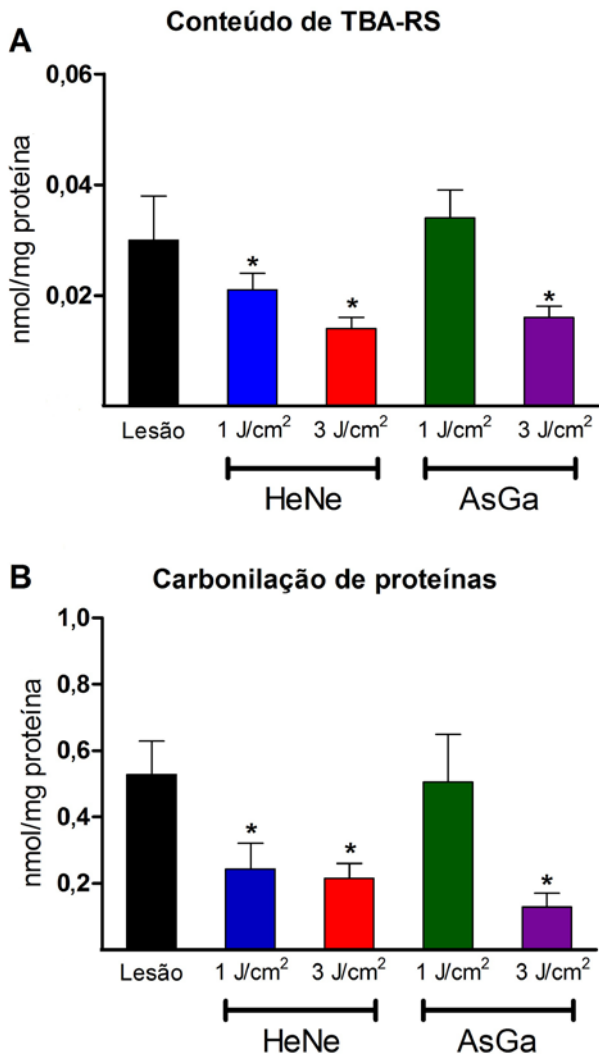 Conteúdo de TBA-RS
A
nmol/mg proteína
0,06
0,04
0,02
* * *
Lesão 1 J/cm² 3 J/cm² 1 J/cm² 3 J/cm²
HeNe AsGa
B Carbonilação de proteínas
nmol/mg proteína
1,0
0,8
0,6
0,4
0,2
* * *
Lesão 1 J/cm² 3 J/cm² 1 J/cm² 3 J/cm²
HeNe AsGa